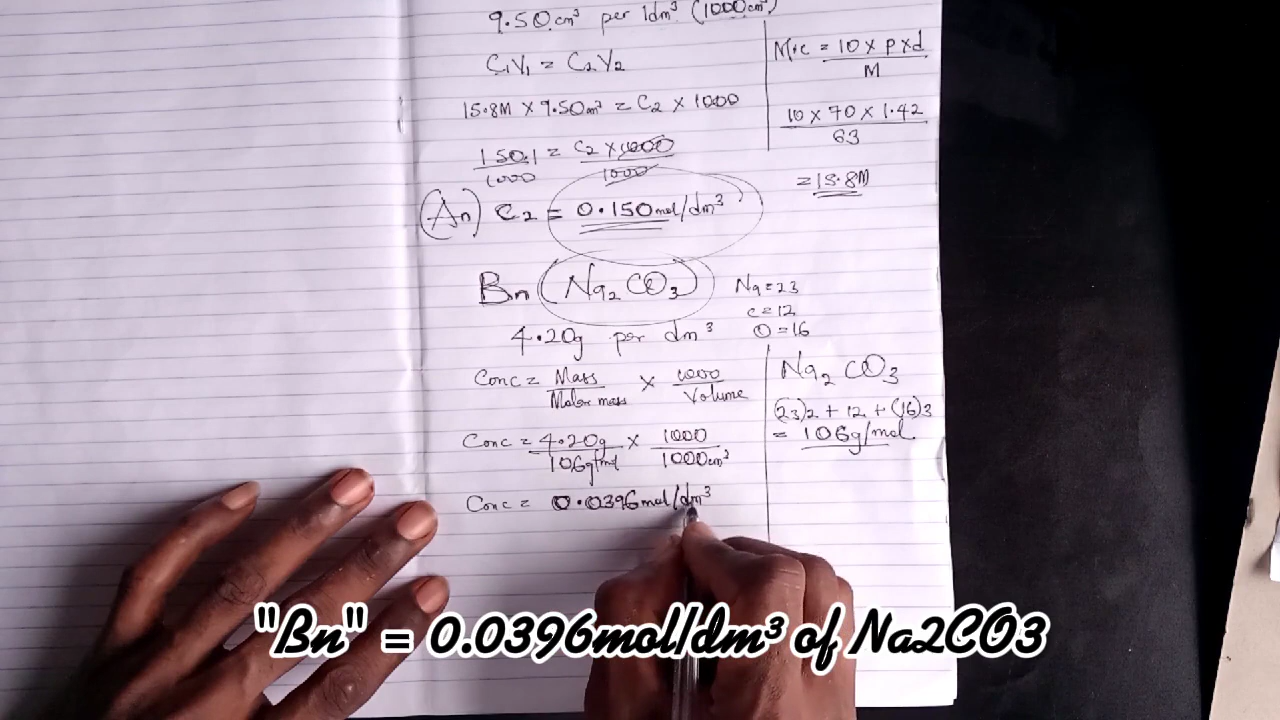 9.50cm³ per 1dm³ (1000cm³)
C₁V₁ = C₂V₂
15.8M × 9.50cm³ = C₂ × 1000
150.1 = C₂ × 1000
1000 1000
(An) C₂ = 0.150mol/dm³
M.c = 10 × p × d
M
10 × 70 × 1.42
63
= 15.8M
Bn (Na₂CO₃)
Na = 23
C = 12
O = 16
4.20g per dm³
Conc = Mass × 1000
Molar mass Volume
Conc = 4.20g × 1000
106g/mol 1000cm³
Conc = 0.0396mol/dm³
Na₂CO₃
(23)2 + 12 + (16)3
= 106g/mol
"Bn" = 0.0396mol/dm³ of Na2CO3